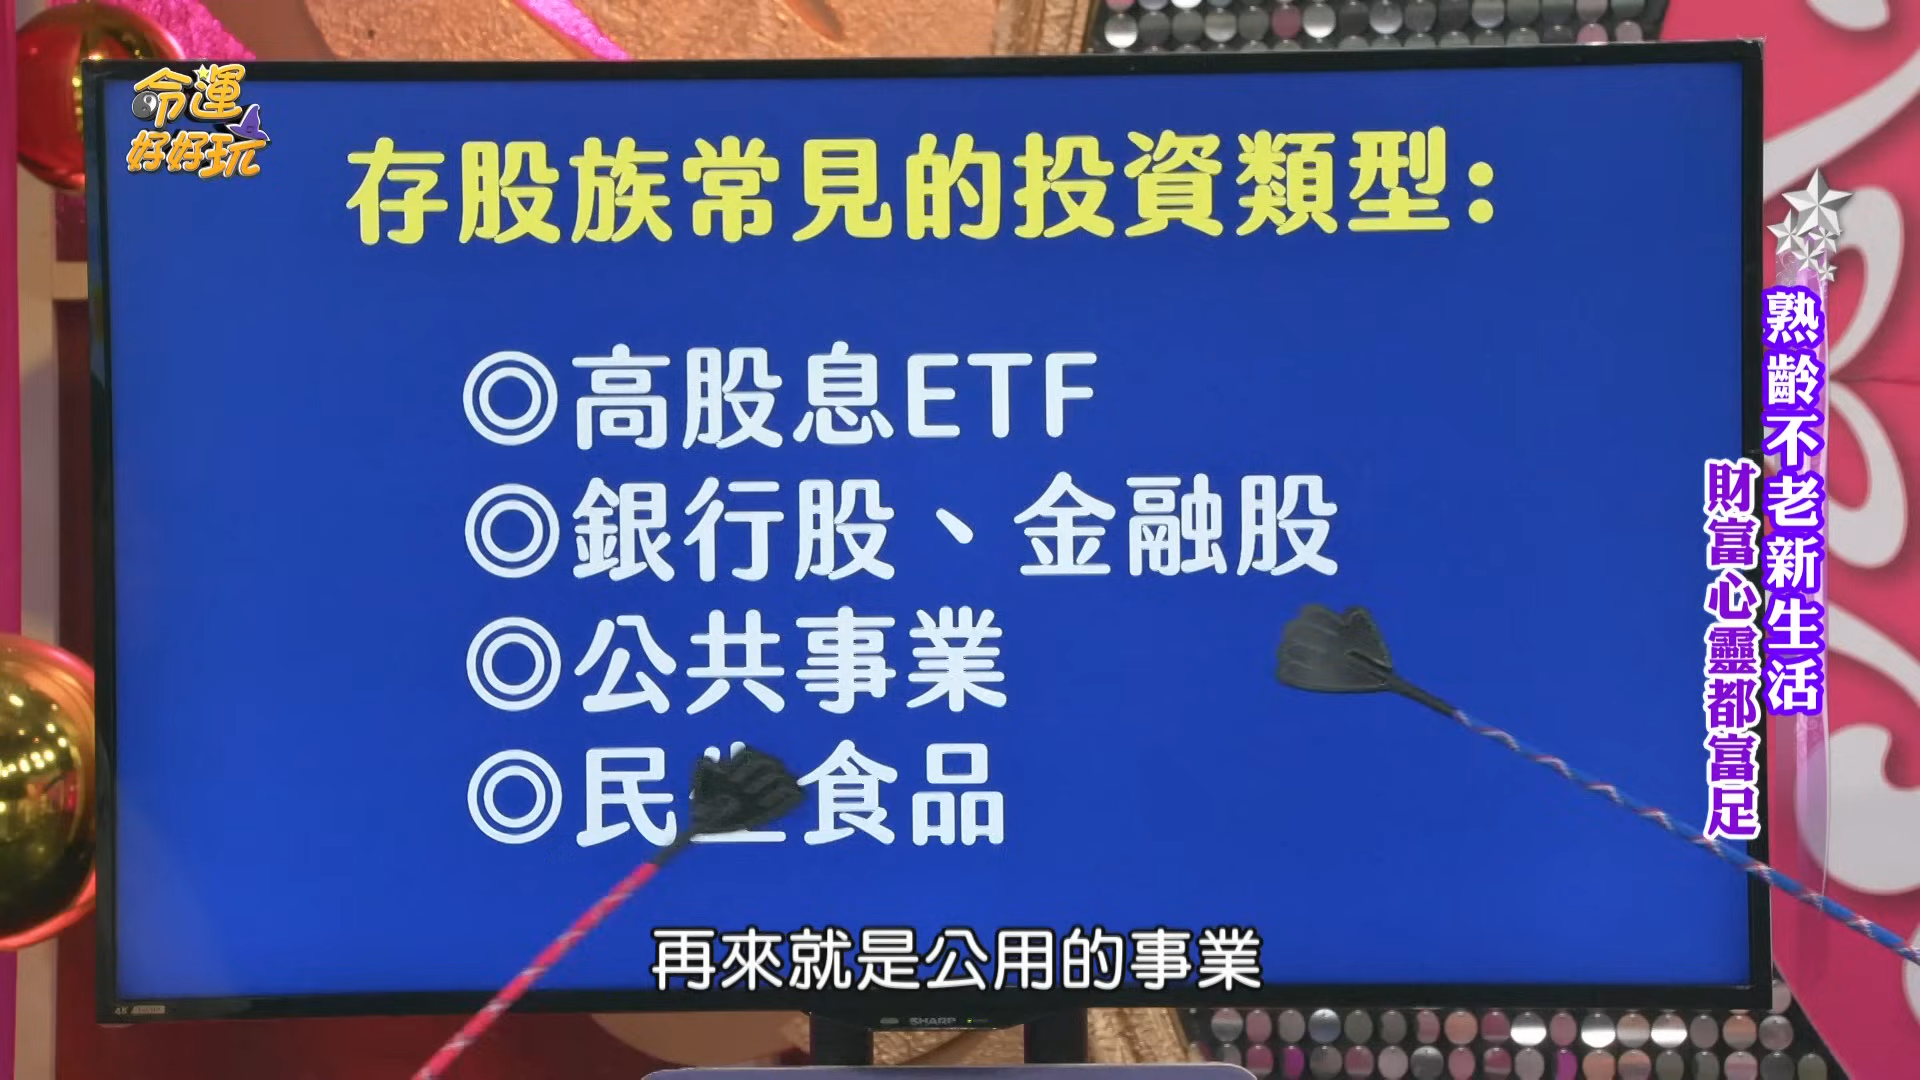 命運
好好玩
存股族常見的投資類型:
◎高股息ETF
◎銀行股、金融股
◎公共事業
◎民生食品
熟齡不老新生活
財富心靈都富足
再來就是公用的事業
4K
SHARP